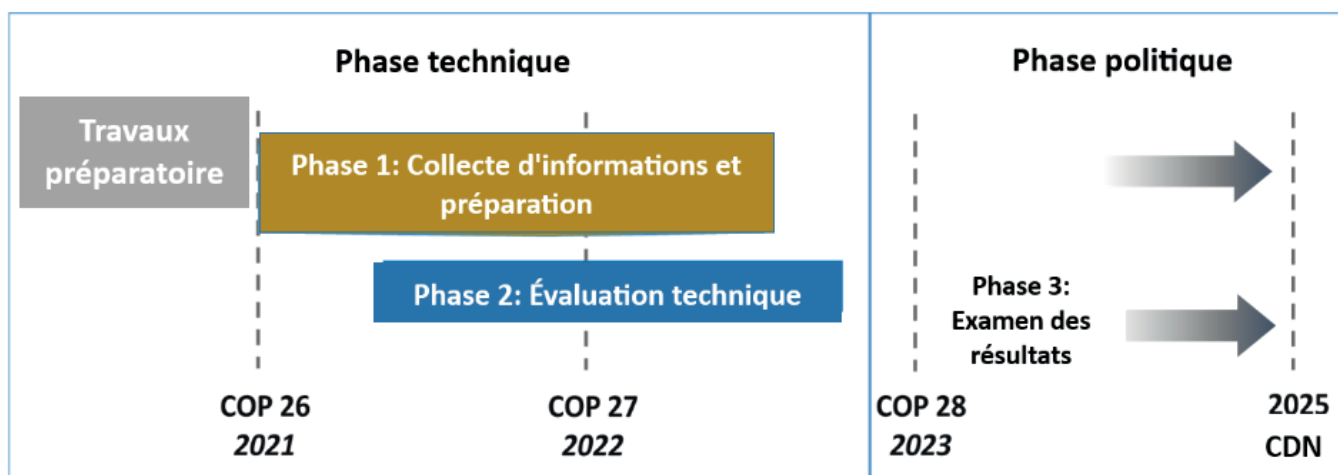 Phase technique
Phase politique
Travaux
préparatoire
Phase 1: Collecte d'informations et
préparation
Phase 2: Évaluation technique
Phase 3:
Examen des
résultats
COP 26
2021
COP 27
2022
COP 28
2023
2025
CDN